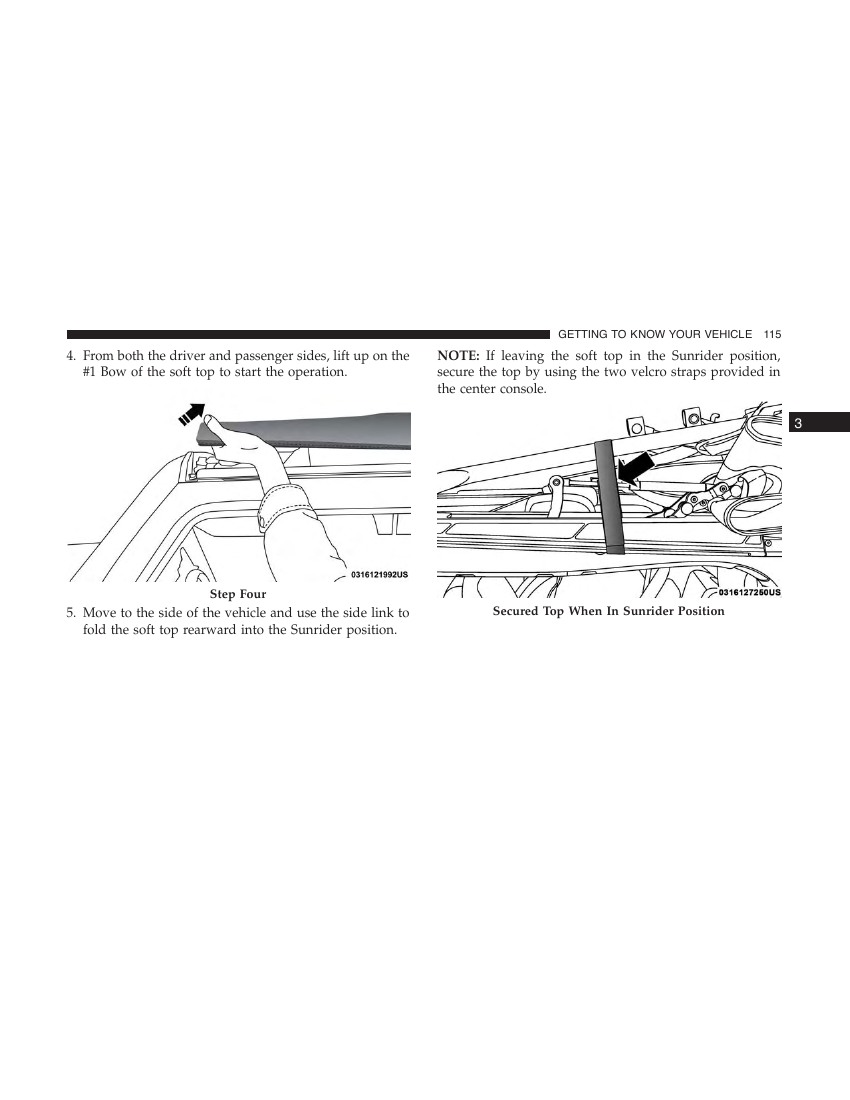 GETTING TO KNOW YOUR VEHICLE 115
4. From both the driver and passenger sides, lift up on the
#1 Bow of the soft top to start the operation.
0316121992US
Step Four
5. Move to the side of the vehicle and use the side link to
fold the soft top rearward into the Sunrider position.
NOTE: If leaving the soft top in the Sunrider position,
secure the top by using the two velcro straps provided in
the center console.
0316127250US
Secured Top When In Sunrider Position
3